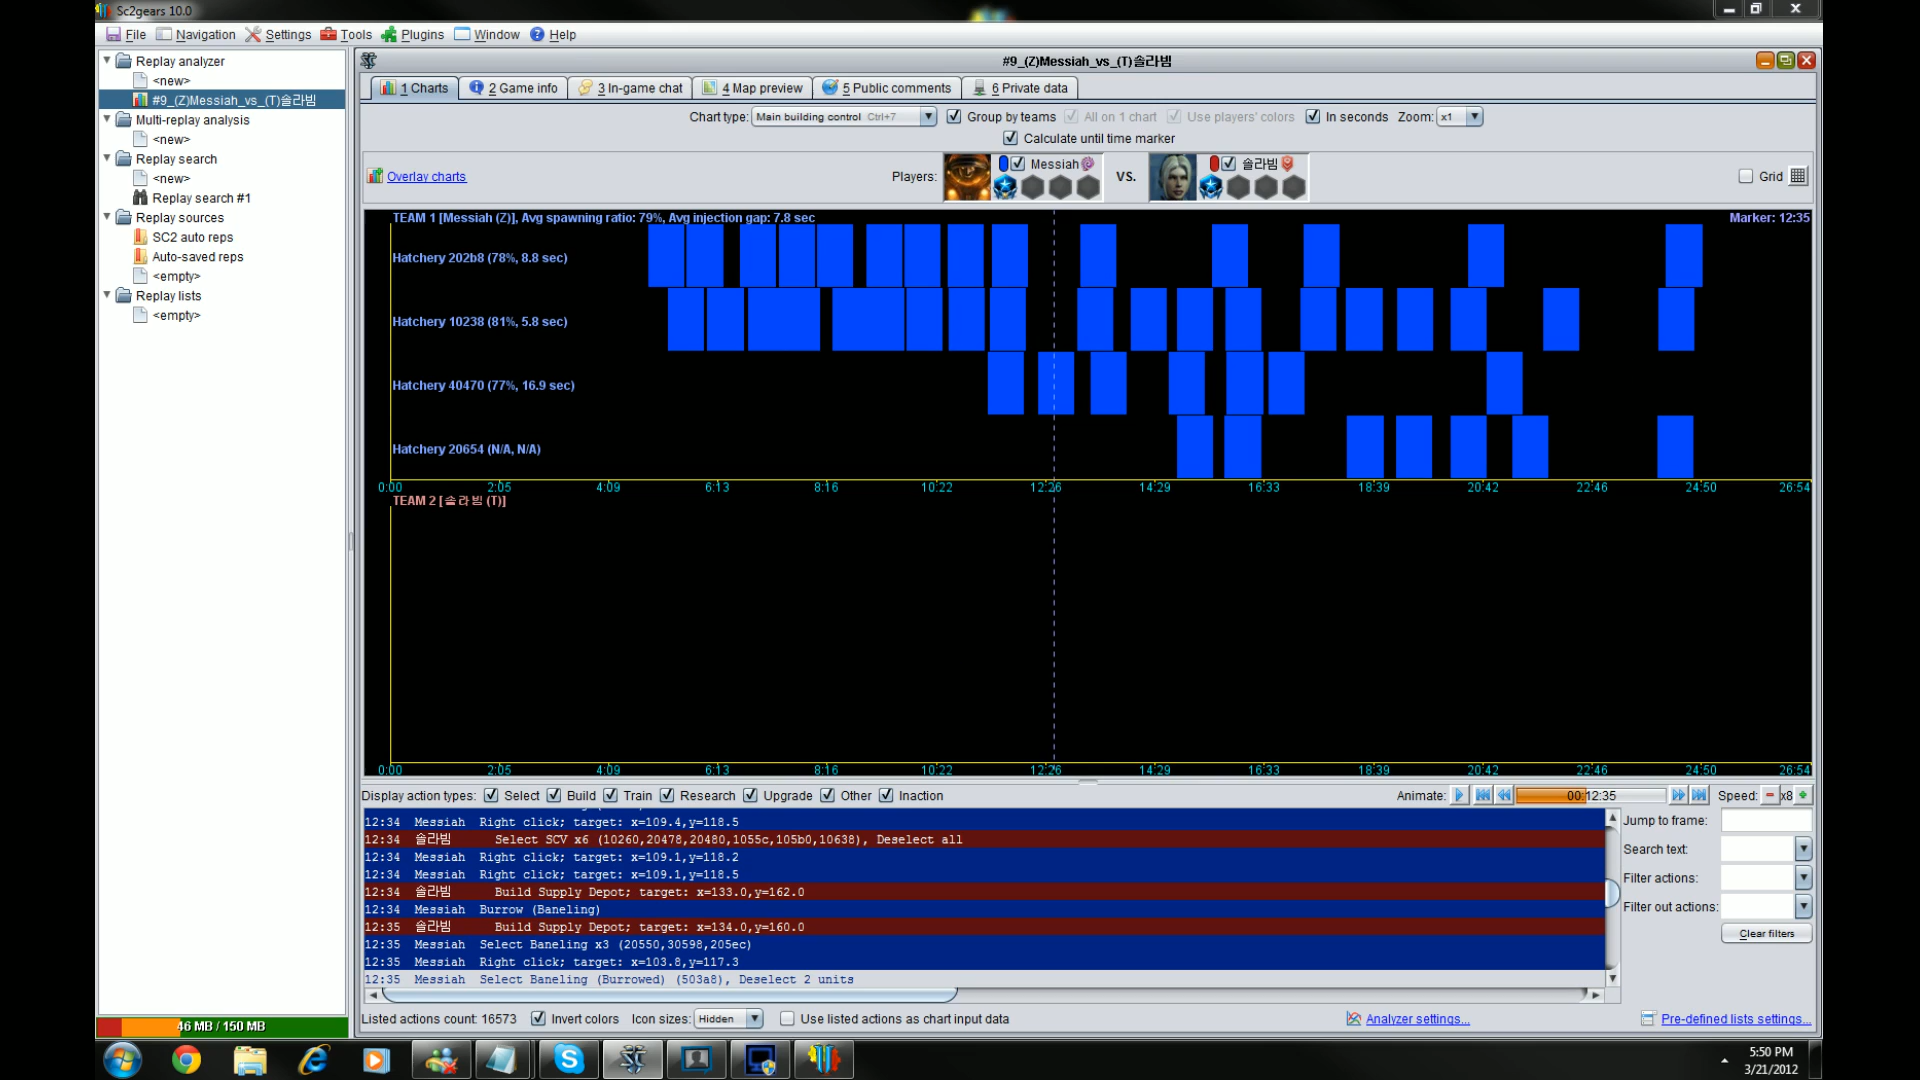 Sc2gears 10.0
File Navigation Settings Tools Plugins Window Help
Replay analyzer
<new>
#9_(Z)Messiah_vs_(T)솔라빔
Multi-replay analysis
<new>
Replay search
<new>
Replay search #1
Replay sources
SC2 auto reps
Auto-saved reps
<empty>
Replay lists
<empty>
46 MB / 150 MB
#9_(Z)Messiah_vs_(T)솔라빔
1 Charts 2 Game info 3 In-game chat 4 Map preview 5 Public comments 6 Private data
Chart type: Main building control Ctrl+7 Group by teams All on 1 chart Use players' colors In seconds Zoom: x1
Calculate until time marker
Overlay charts Players: Messiah VS. 솔라빔 Grid
TEAM 1 [Messiah (Z)], Avg spawning ratio: 79%, Avg injection gap: 7.8 sec Marker: 12:35
Hatchery 202b8 (78%, 8.8 sec)
Hatchery 10238 (81%, 5.8 sec)
Hatchery 40470 (77%, 16.9 sec)
Hatchery 20654 (N/A, N/A)
0:00 2:05 4:09 6:13 8:16 10:22 12:26 14:29 16:33 18:39 20:42 22:46 24:50 26:54
TEAM 2 [솔라빔 (T)]
0:00 2:05 4:09 6:13 8:16 10:22 12:26 14:29 16:33 18:39 20:42 22:46 24:50 26:54
Display action types: Select Build Train Research Upgrade Other Inaction Animate: 00:12:35 Speed: x8
12:34 Messiah Right click; target: x=109.4,y=118.5
12:34 솔라빔 Select SCV x6 (10260,20478,20480,1055c,105b0,10638), Deselect all
12:34 Messiah Right click; target: x=109.1,y=118.2
12:34 Messiah Right click; target: x=109.1,y=118.5
12:34 솔라빔 Build Supply Depot; target: x=133.0,y=162.0
12:34 Messiah Burrow (Baneling)
12:35 솔라빔 Build Supply Depot; target: x=134.0,y=160.0
12:35 Messiah Select Baneling x3 (20550,30598,205ec)
12:35 Messiah Right click; target: x=103.8,y=117.3
12:35 Messiah Select Baneling (Burrowed) (503a8), Deselect 2 units
Jump to frame:
Search text:
Filter actions:
Filter out actions:
Clear filters
Listed actions count: 16573 Invert colors Icon sizes: Hidden Use listed actions as chart input data Analyzer settings... Pre-defined lists settings...
5:50 PM
3/21/2012